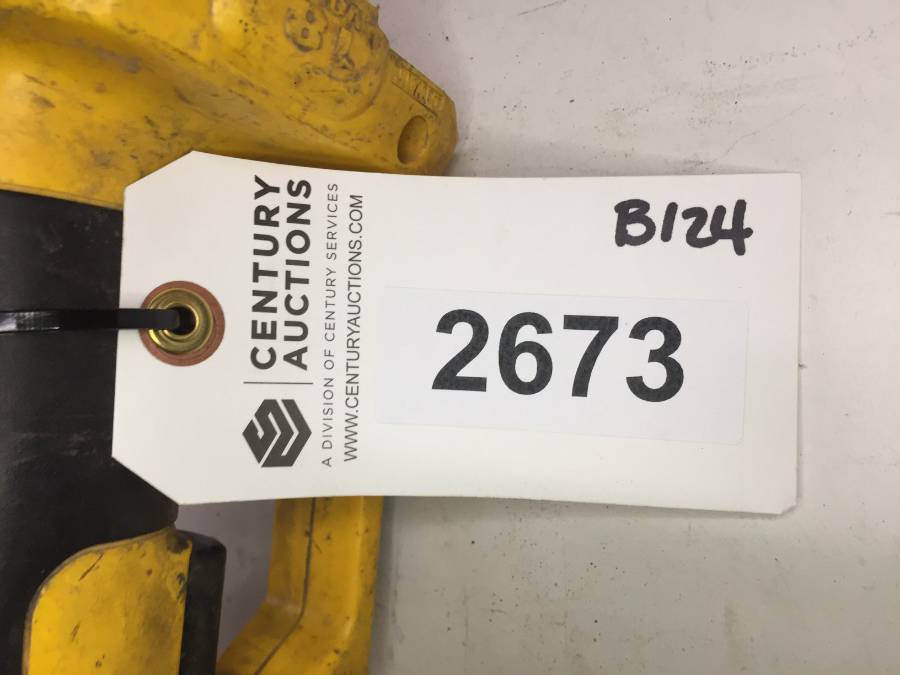 CENTURY
AUCTIONS
A DIVISION OF CENTURY SERVICES
WWW.CENTURYAUCTIONS.COM
B124
2673